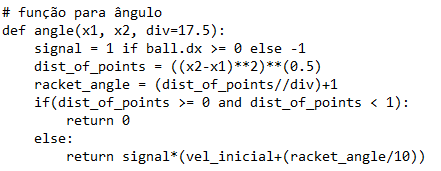 # função para ângulo
def angle(x1, x2, div=17.5):
    signal = 1 if ball.dx >= 0 else -1
    dist_of_points = ((x2-x1)**2)**(0.5)
    racket_angle = (dist_of_points//div)+1
    if(dist_of_points >= 0 and dist_of_points < 1):
        return 0
    else:
        return signal*(vel_inicial+(racket_angle/10))